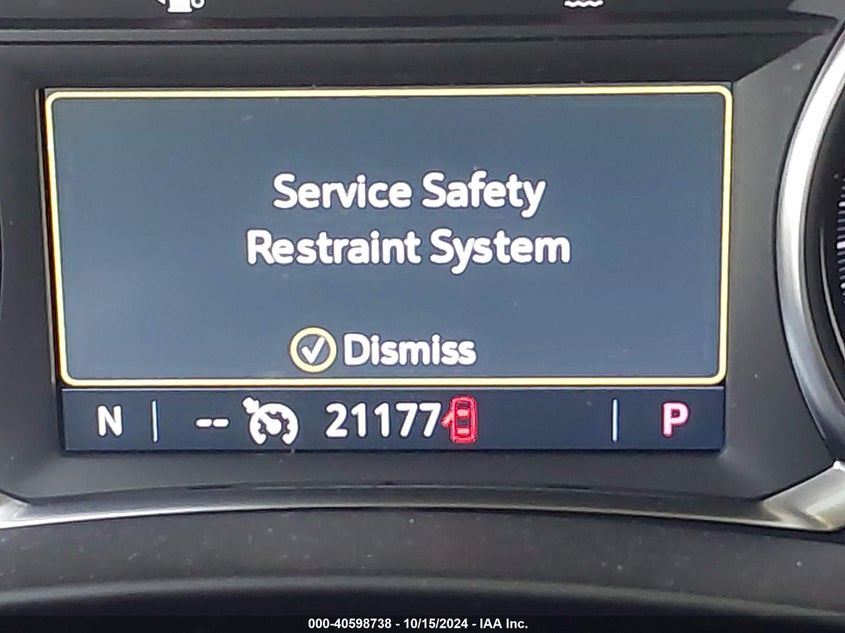 Service Safety
Restraint System
Dismiss
N -- 21177 P
000-40598738 - 10/15/2024 - IAA Inc.